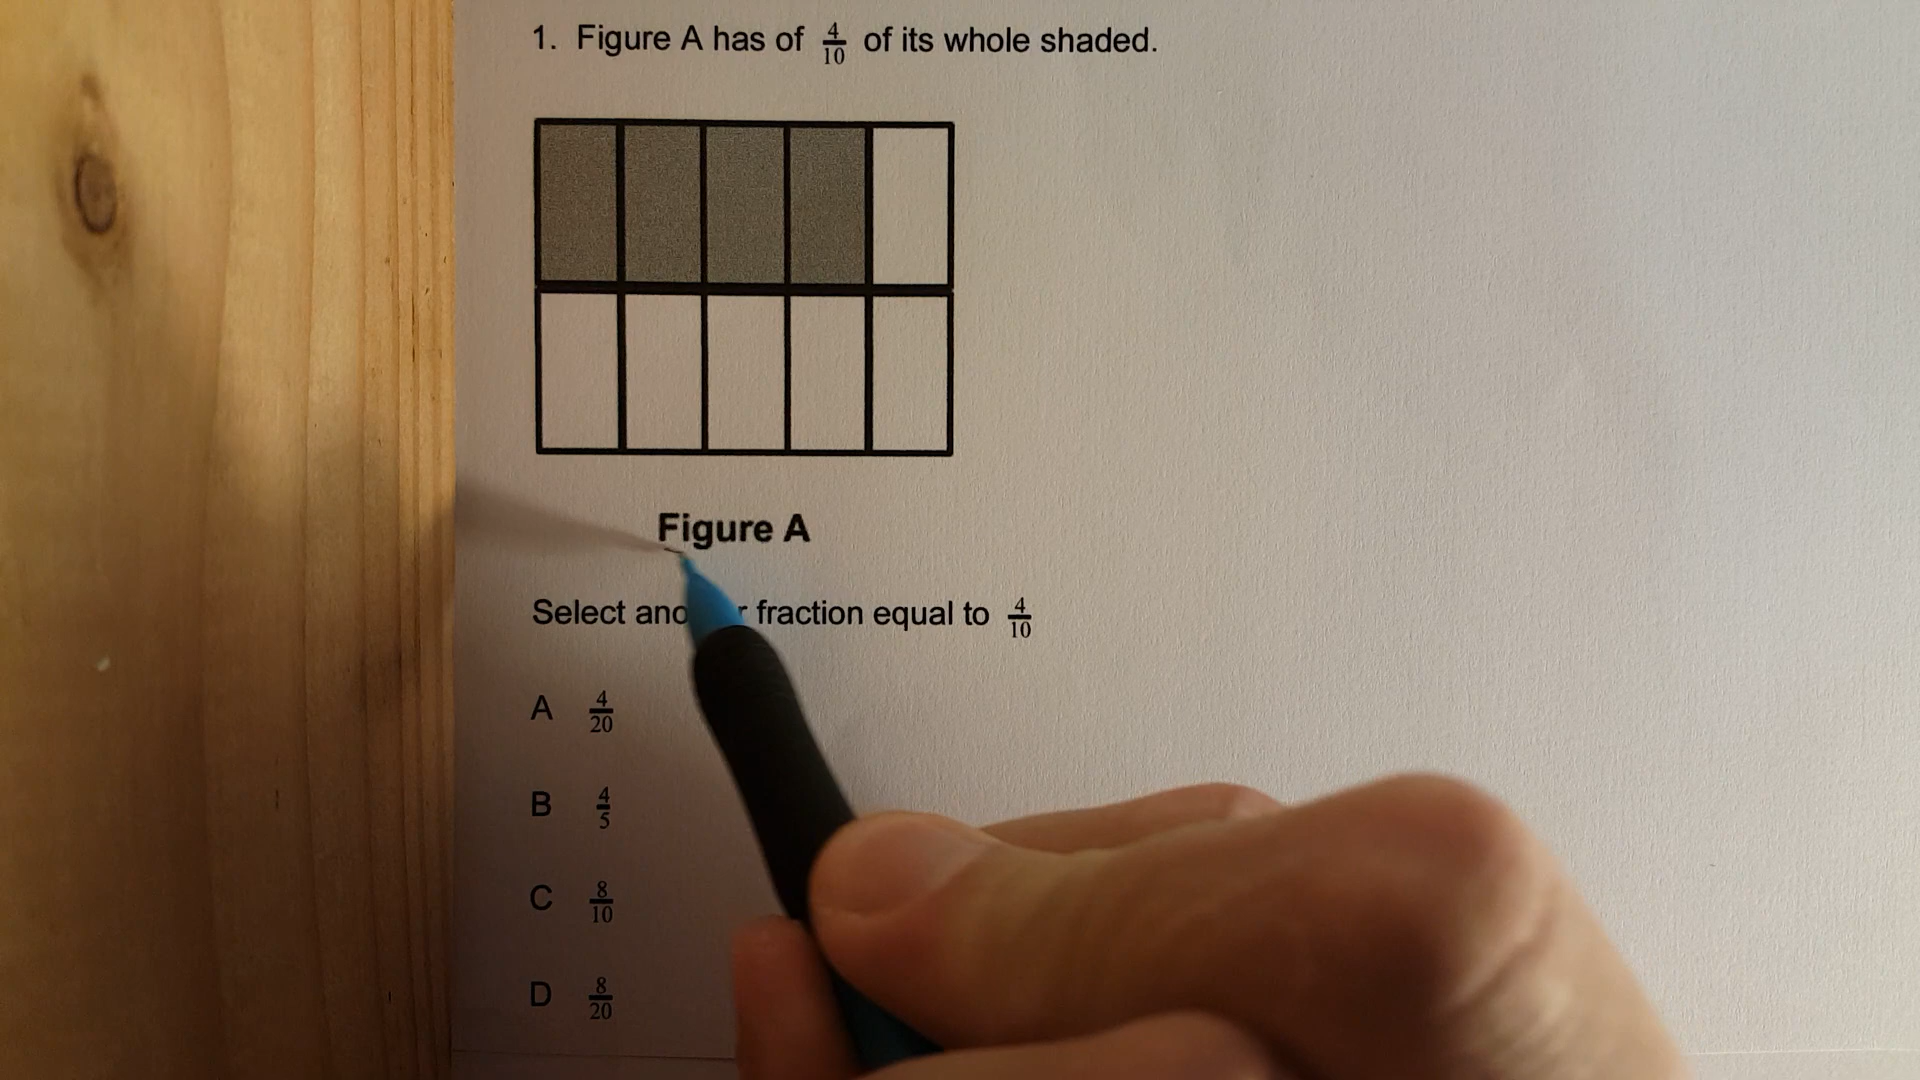 1. Figure A has of 4/10 of its whole shaded.
Figure A
Select fraction equal to 4/10
A 4/20
B 4/5
C 8/10
D 8/20